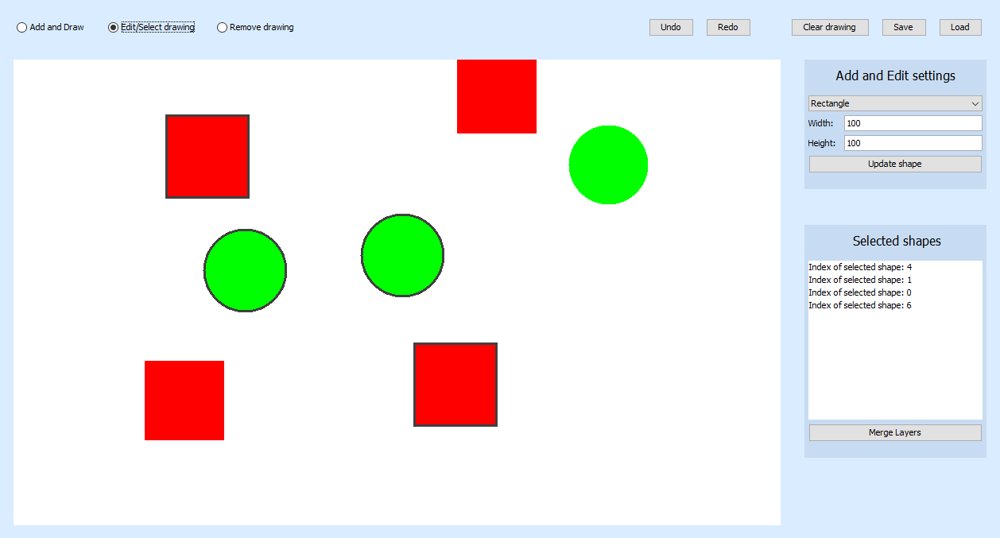 Add and Draw
Edit/Select drawing
Remove drawing
Undo
Redo
Clear drawing
Save
Load
Add and Edit settings
Rectangle
Width: 100
Height: 100
Update shape
Selected shapes
Index of selected shape: 4
Index of selected shape: 1
Index of selected shape: 0
Index of selected shape: 6
Merge Layers